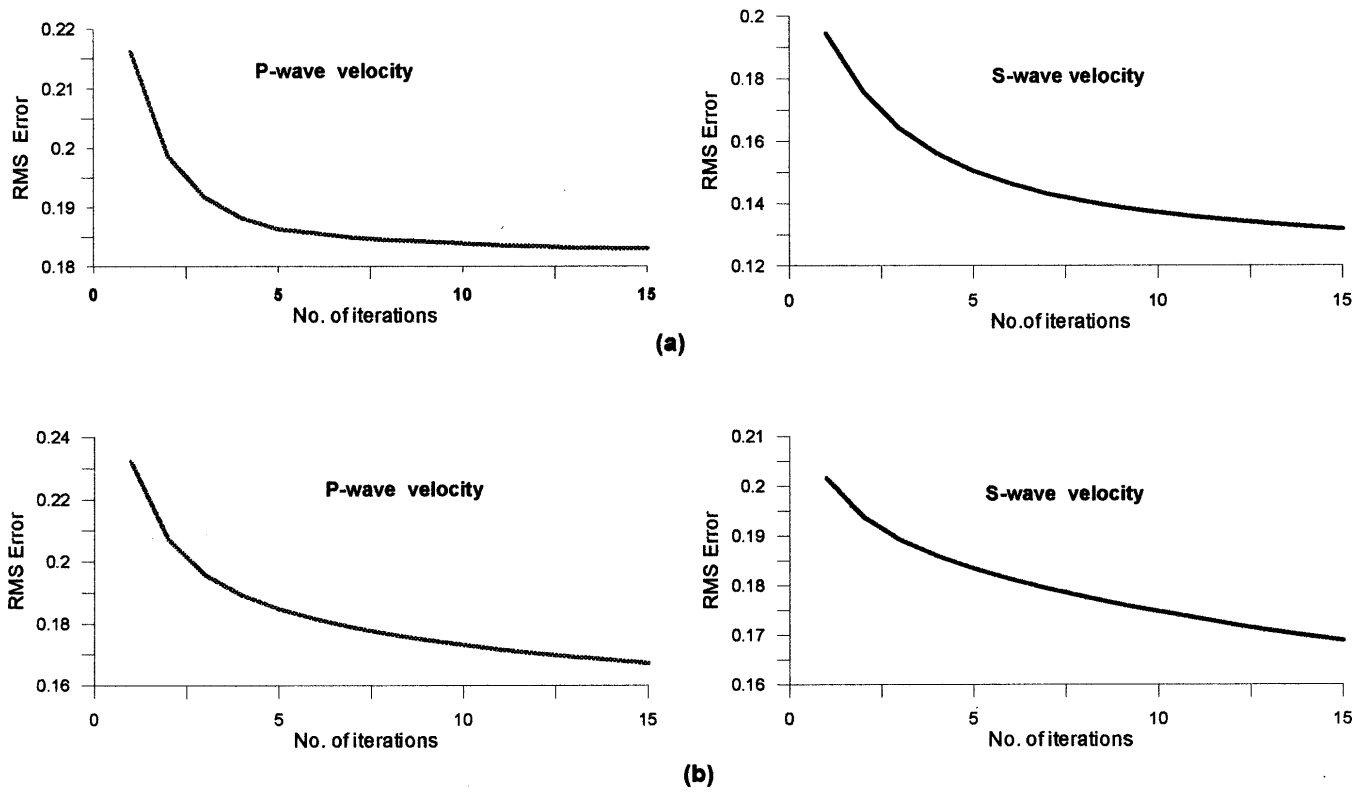 0.22
0.21
0.2
0.19
0.18
RMS Error
P-wave velocity
0
5
10
15
No. of iterations
0.2
0.18
0.16
0.14
0.12
RMS Error
S-wave velocity
0
5
10
15
No.of iterations
(a)
0.24
0.22
0.2
0.18
0.16
RMS Error
P-wave velocity
0
5
10
15
No. of iterations
0.21
0.2
0.19
0.18
0.17
0.16
RMS Error
S-wave velocity
0
5
10
15
No. of iterations
(b)